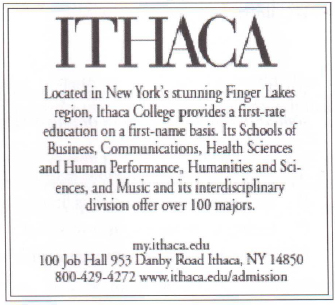 ITHACA
Located in New York's stunning Finger Lakes
region, Ithaca College provides a first-rate
education on a first-name basis. Its Schools of
Business, Communications, Health Sciences
and Human Performance, Humanities and Sci-
ences, and Music and its interdisciplinary
division offer over 100 majors.
my.ithaca.edu
100 Job Hall 953 Danby Road Ithaca, NY 14850
800-429-4272 www.ithaca.edu/admission